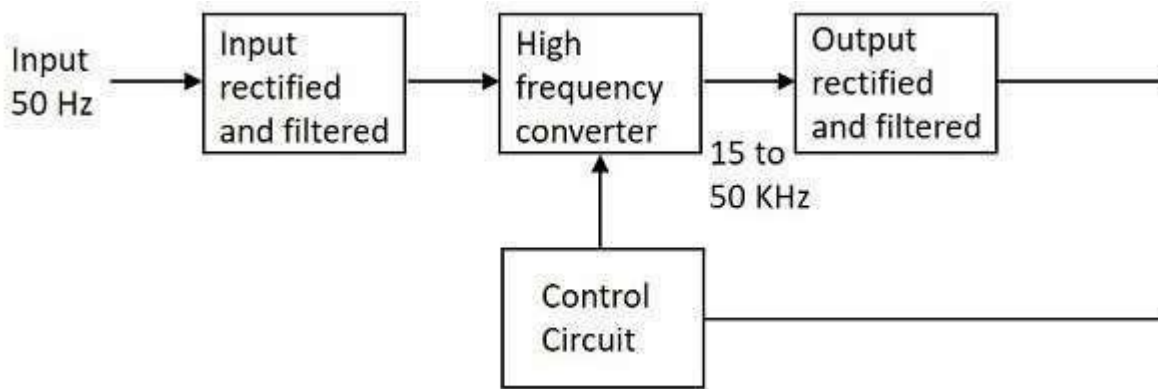 Input
50 Hz
Input
rectified
and filtered
High
frequency
converter
15 to
50 KHz
Output
rectified
and filtered
Control
Circuit